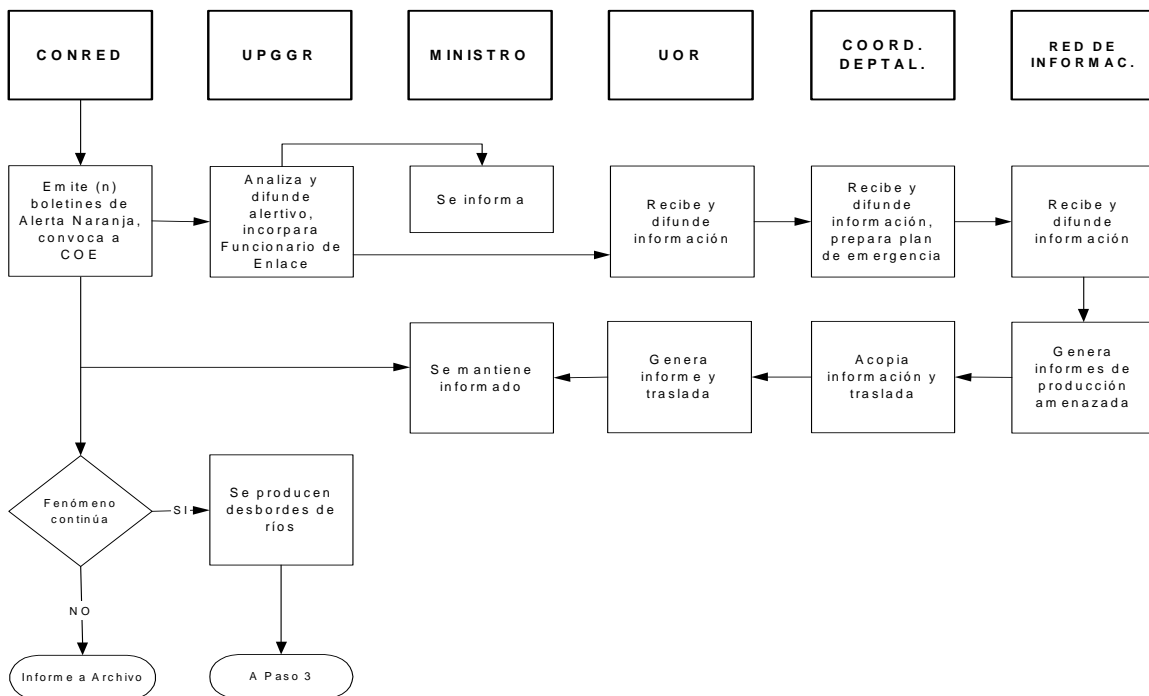 CONRED
UPGGR
MINISTRO
UOR
COORD.
DEPTAL.
RED DE
INFORMAC.
Emite (n)
boletines de
Alerta Naranja,
convoca a
COE
Analiza y
difunde
alertivo,
incorpara
Funcionario de
Enlace
Se informa
Recibe y
difunde
información
Recibe y
difunde
información,
prepara plan
de emergencia
Recibe y
difunde
información
Se mantiene
informado
Genera
informe y
traslada
Acopia
información y
traslada
Genera
informes de
producción
amenazada
Fenómeno
continúa
SI
Se producen
desbordes de
ríos
NO
Informe a Archivo
A Paso 3